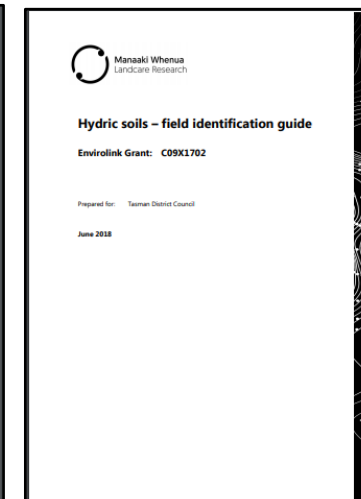 Manaaki Whenua
Landcare Research
Hydric soils – field identification guide
Envirolink Grant: C09X1702
Prepared for: Tasman District Council
June 2018